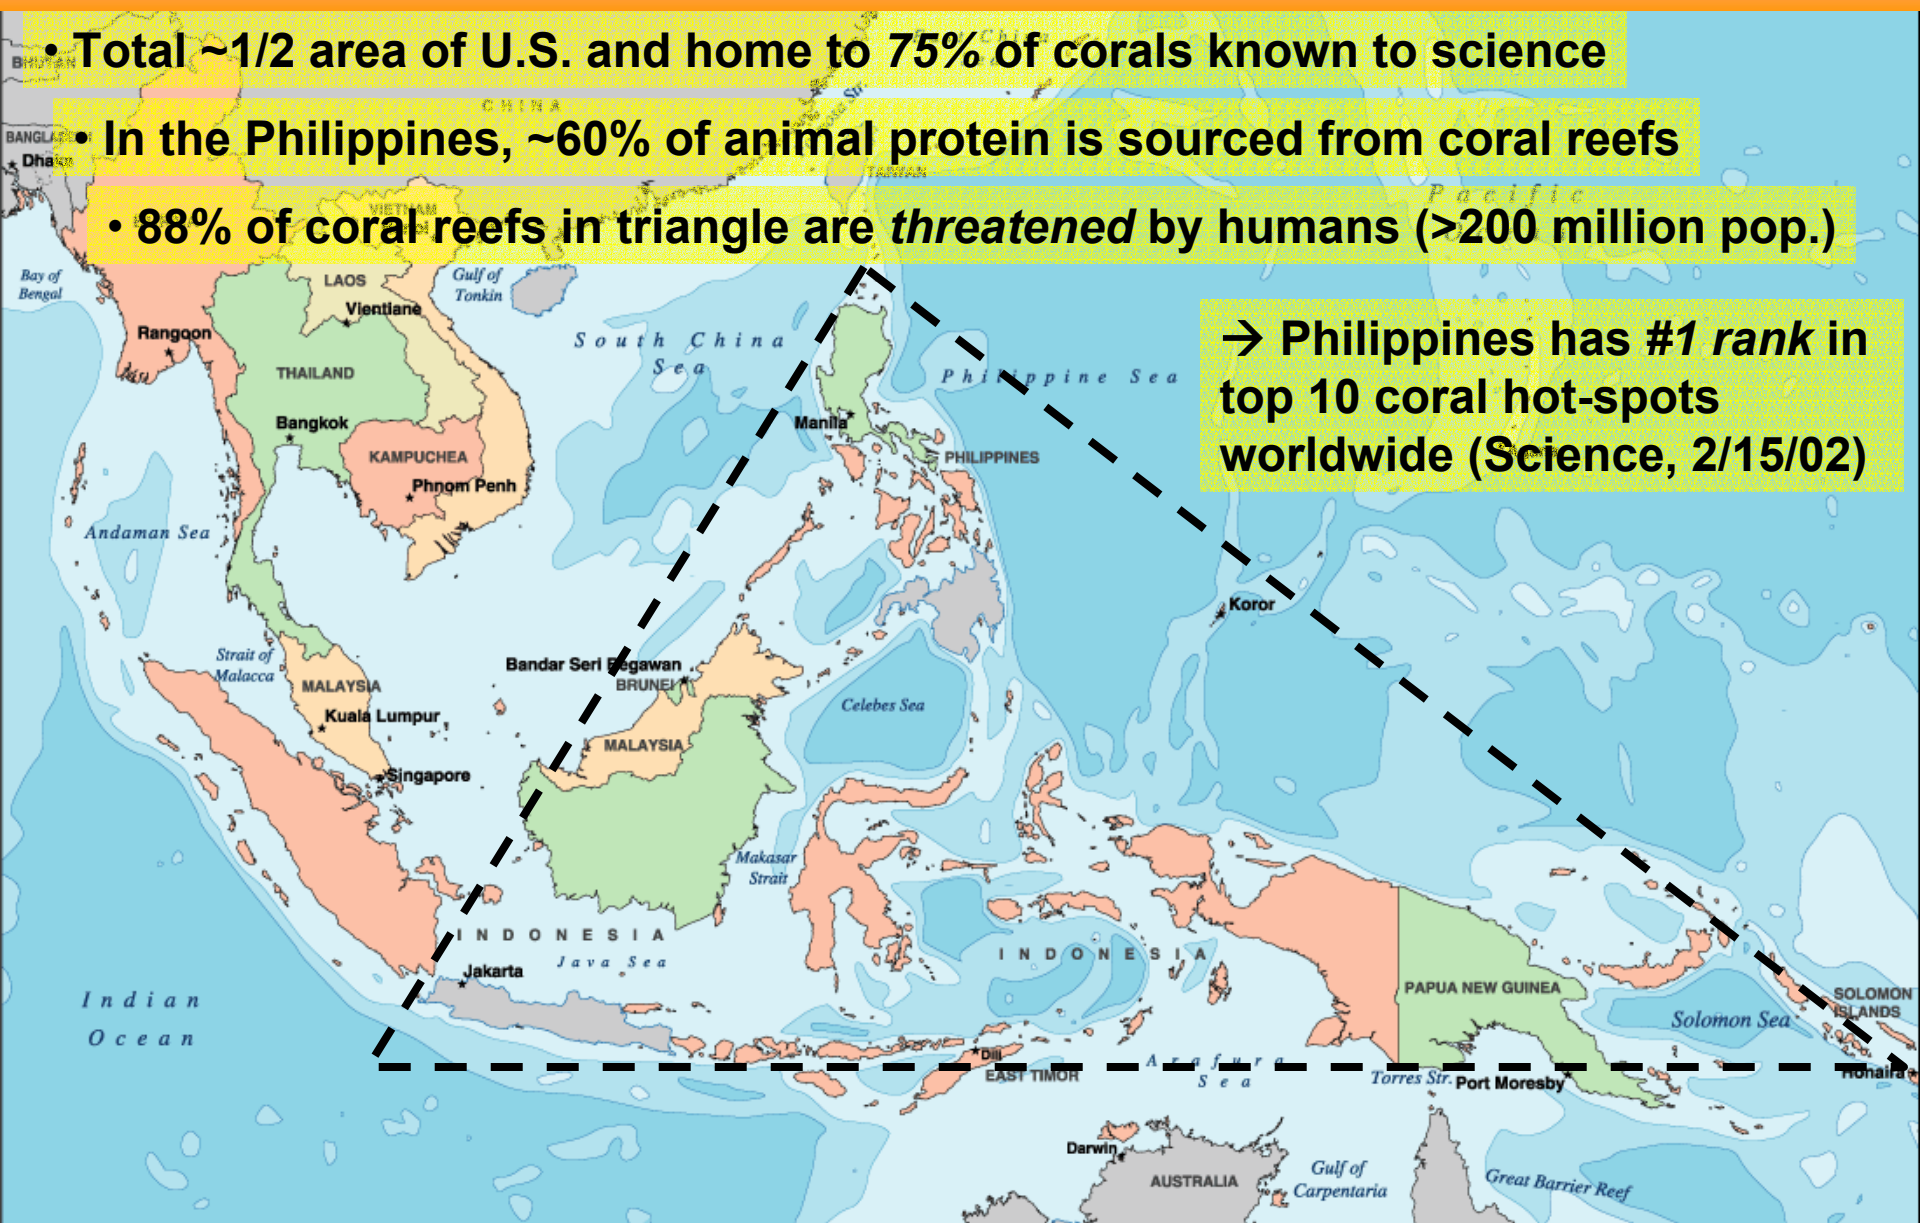 • Total ~1/2 area of U.S. and home to 75% of corals known to science
• In the Philippines, ~60% of animal protein is sourced from coral reefs
• 88% of coral reefs in triangle are threatened by humans (>200 million pop.)
→ Philippines has #1 rank in
top 10 coral hot-spots
worldwide (Science, 2/15/02)
CHINA
TAIWAN
Pacific
VIETNAM
Bay of
Bengal
LAOS
Gulf of
Tonkin
Vientiane
Rangoon
THAILAND
South China
Sea
Philippine Sea
Bangkok
Manila
KAMPUCHEA
PHILIPPINES
Phnom Penh
Andaman Sea
Koror
Strait of
Malacca
Bandar Seri Begawan
BRUNEI
MALAYSIA
Kuala Lumpur
Celebes Sea
MALAYSIA
Singapore
Makasar
Strait
INDONESIA
Java Sea
INDONESIA
Jakarta
Indian
Ocean
PAPUA NEW GUINEA
SOLOMON
ISLANDS
Solomon Sea
Dili
EAST TIMOR
Arafura
Sea
Torres Str.
Port Moresby
Honaira
Darwin
AUSTRALIA
Gulf of
Carpentaria
Great Barrier Reef